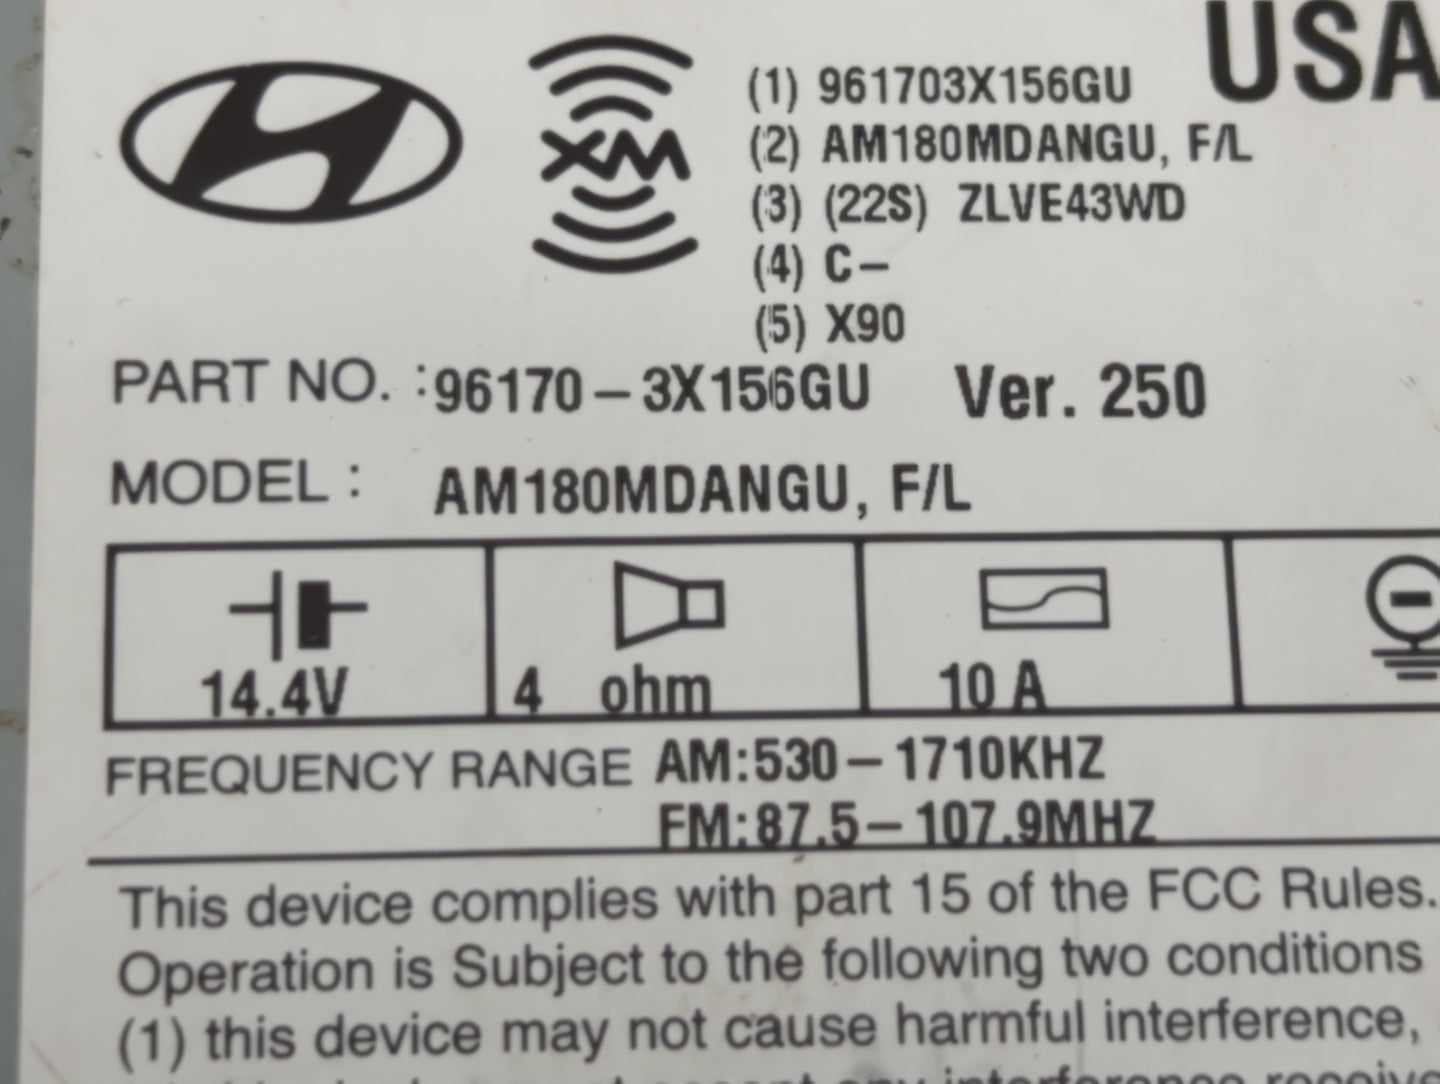 USA
XM
(1) 961703X156GU
(2) AM180MDANGU, F/L
(3) (22S) ZLVE43WD
(4) C-
(5) X90
PART NO. :96170-3X156GU Ver. 250
MODEL : AM180MDANGU, F/L
14.4V 4 ohm 10 A
FREQUENCY RANGE AM:530-1710KHZ
FM:87.5-107.9MHZ
This device complies with part 15 of the FCC Rules.
Operation is Subject to the following two conditions
(1) this device may not cause harmful interference,